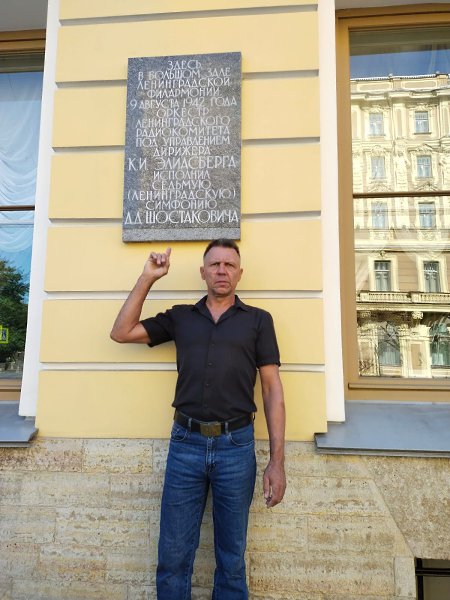 ЗДЕСЬ
В БОЛЬШОМ ЗАЛЕ
ЛЕНИНГРАДСКОЙ
ФИЛАРМОНИИ
9 АВГУСТА 1942 ГОДА
ОРКЕСТР
ЛЕНИНГРАДСКОГО
РАДИОКОМИТЕТА
ПОД УПРАВЛЕНИЕМ
ДИРИЖЕРА
К.И. ЭЛИАСБЕРГА
ИСПОЛНИЛ
СЕДЬМУЮ
(ЛЕНИНГРАДСКУЮ)
СИМФОНИЮ
Д.Д. ШОСТАКОВИЧА